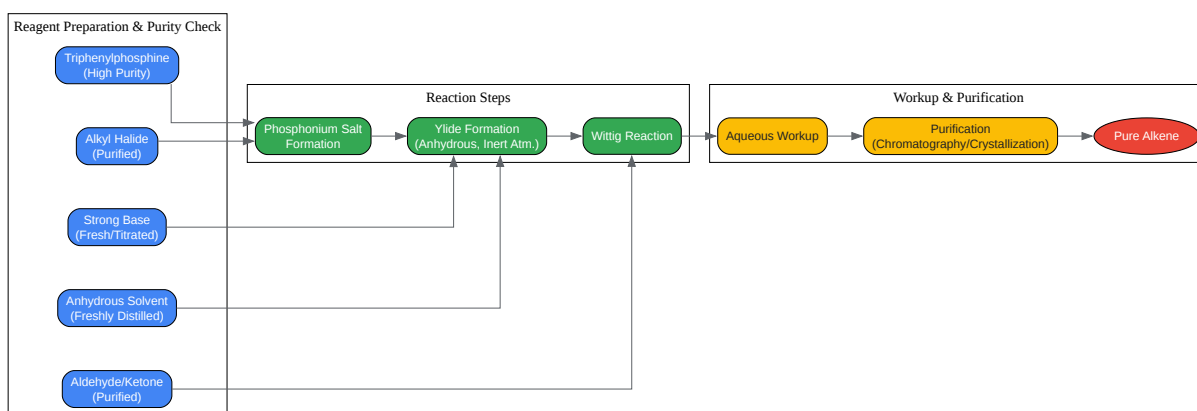 Reagent Preparation & Purity Check
Triphenylphosphine
(High Purity)
Alkyl Halide
(Purified)
Strong Base
(Fresh/Titrated)
Anhydrous Solvent
(Freshly Distilled)
Aldehyde/Ketone
(Purified)
Reaction Steps
Phosphonium Salt
Formation
Ylide Formation
(Anhydrous, Inert Atm.)
Wittig Reaction
Workup & Purification
Aqueous Workup
Purification
(Chromatography/Crystallization)
Pure Alkene